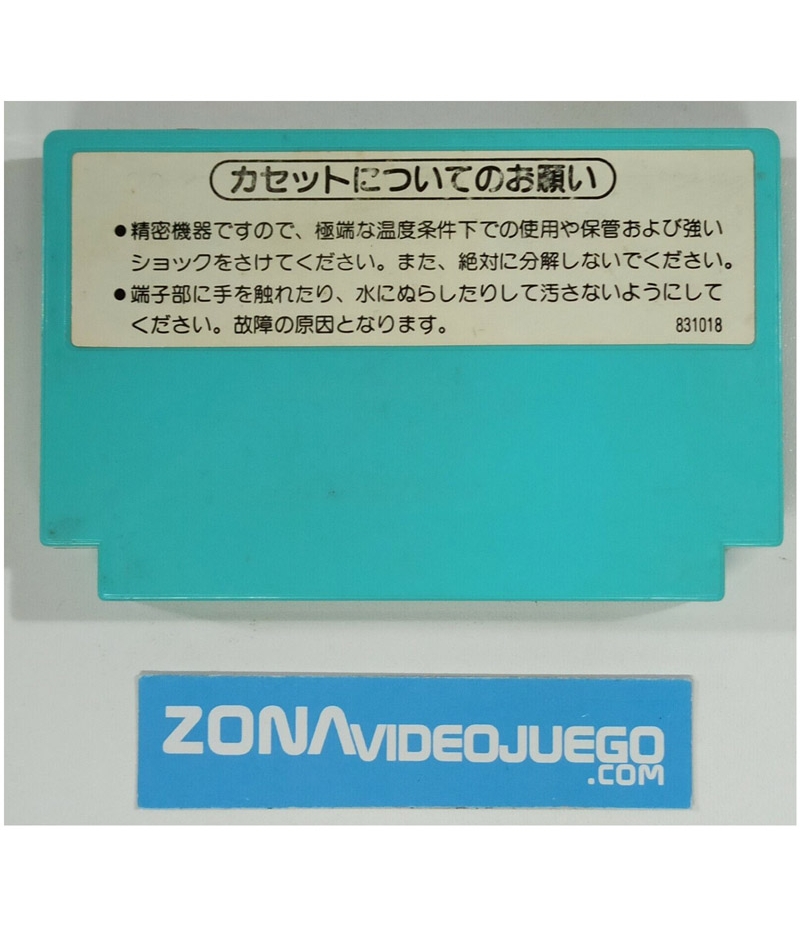 カセットについてのお願い
●精密機器ですので、極端な温度条件下での使用や保管および強い
ショックをさけてください。また、絶対に分解しないでください。
●端子部に手を触れたり、水にぬらしたりして汚さないようにして
ください。故障の原因となります。 831018
ZONAVIDEOJUEGO
.COM